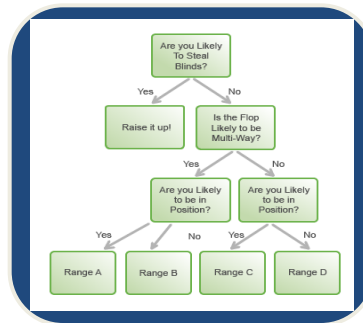 Are you Likely
To Steal
Blinds?
Yes
No
Raise it up!
Is the Flop
Likely to be
Multi-Way?
Yes
No
Are you Likely
to be in
Position?
Are you Likely
to be in
Position?
Yes
No
Yes
No
Range A
Range B
Range C
Range D